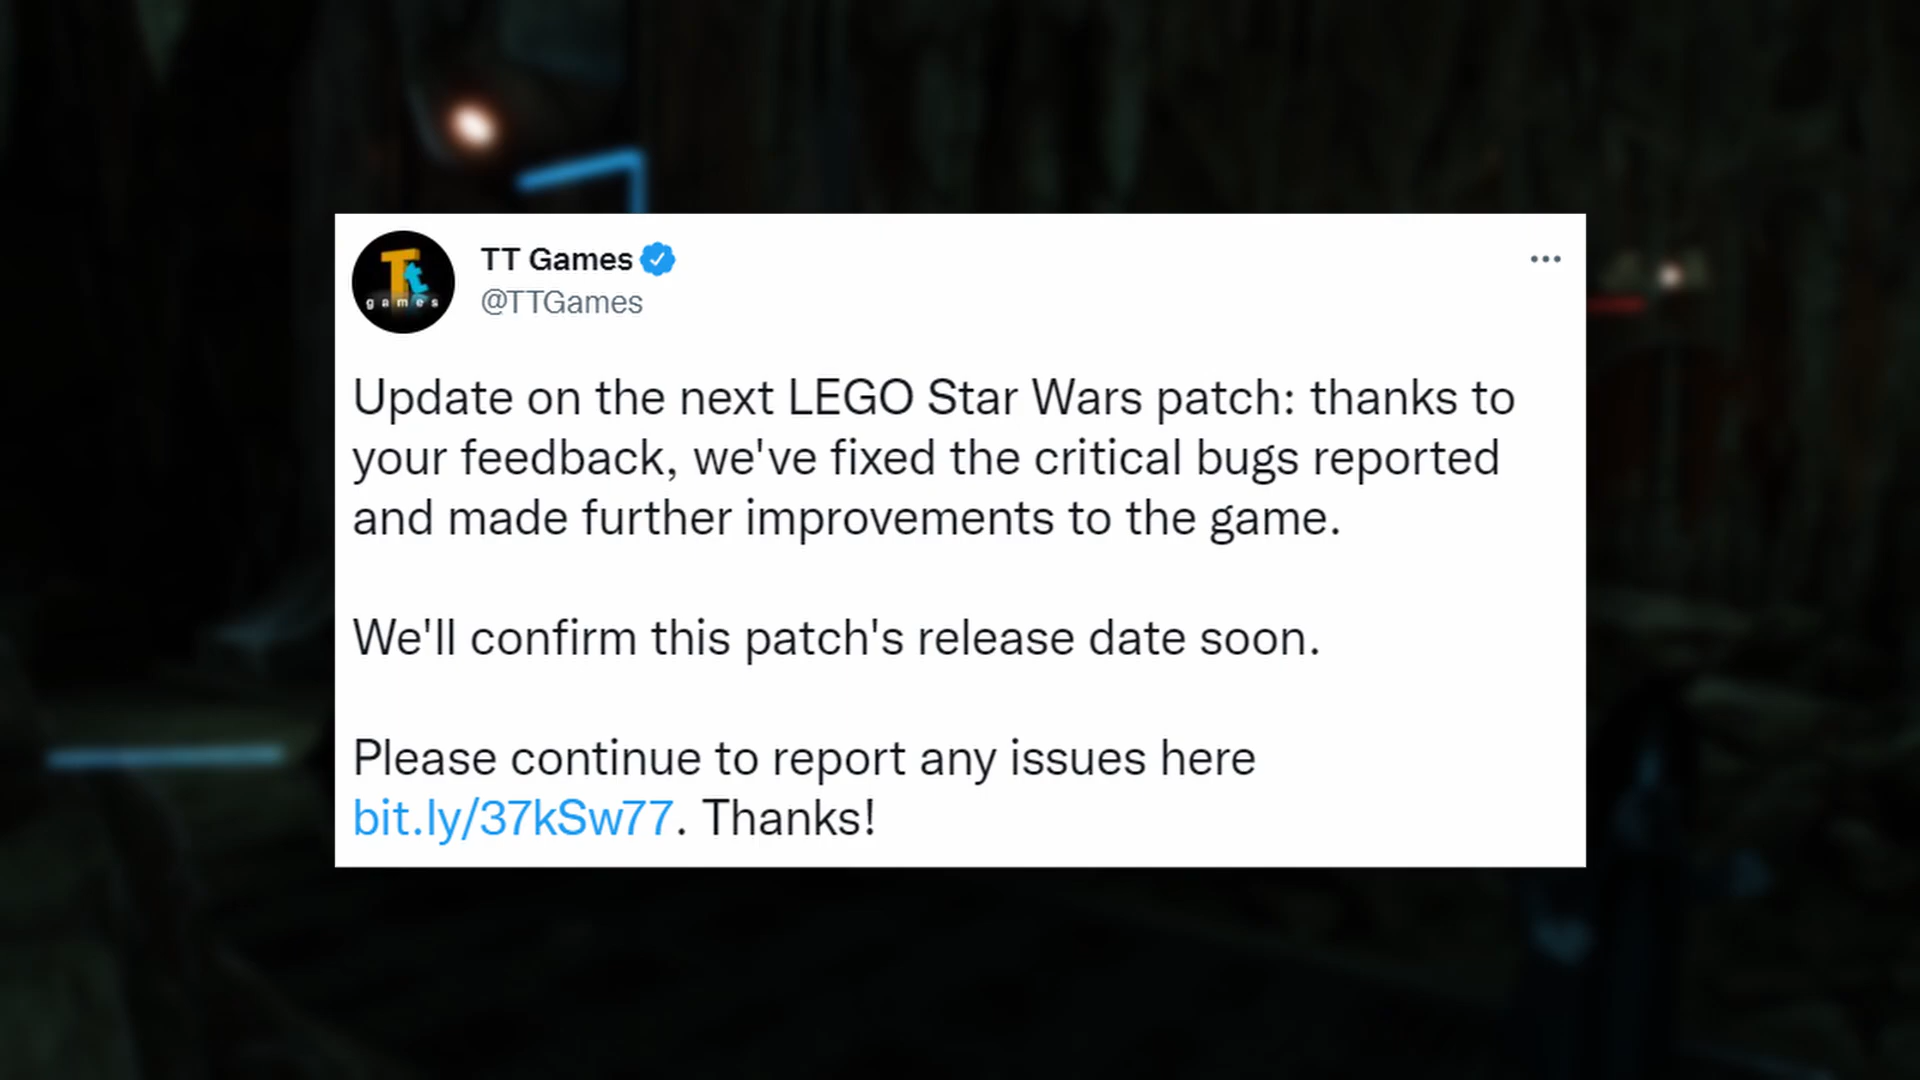 Tt
games
TT Games
@TTGames
Update on the next LEGO Star Wars patch: thanks to
your feedback, we've fixed the critical bugs reported
and made further improvements to the game.
We'll confirm this patch's release date soon.
Please continue to report any issues here
bit.ly/37kSw77. Thanks!